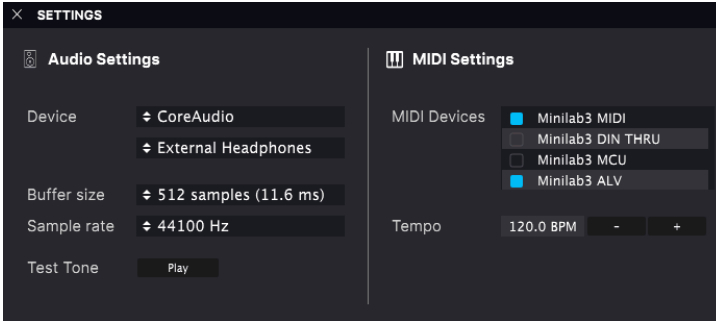 SETTINGS
Audio Settings
Device
CoreAudio
External Headphones
Buffer size
512 samples (11.6 ms)
Sample rate
44100 Hz
Test Tone
Play
MIDI Settings
MIDI Devices
Minilab3 MIDI
Minilab3 DIN THRU
Minilab3 MCU
Minilab3 ALV
Tempo
120.0 BPM
-
+